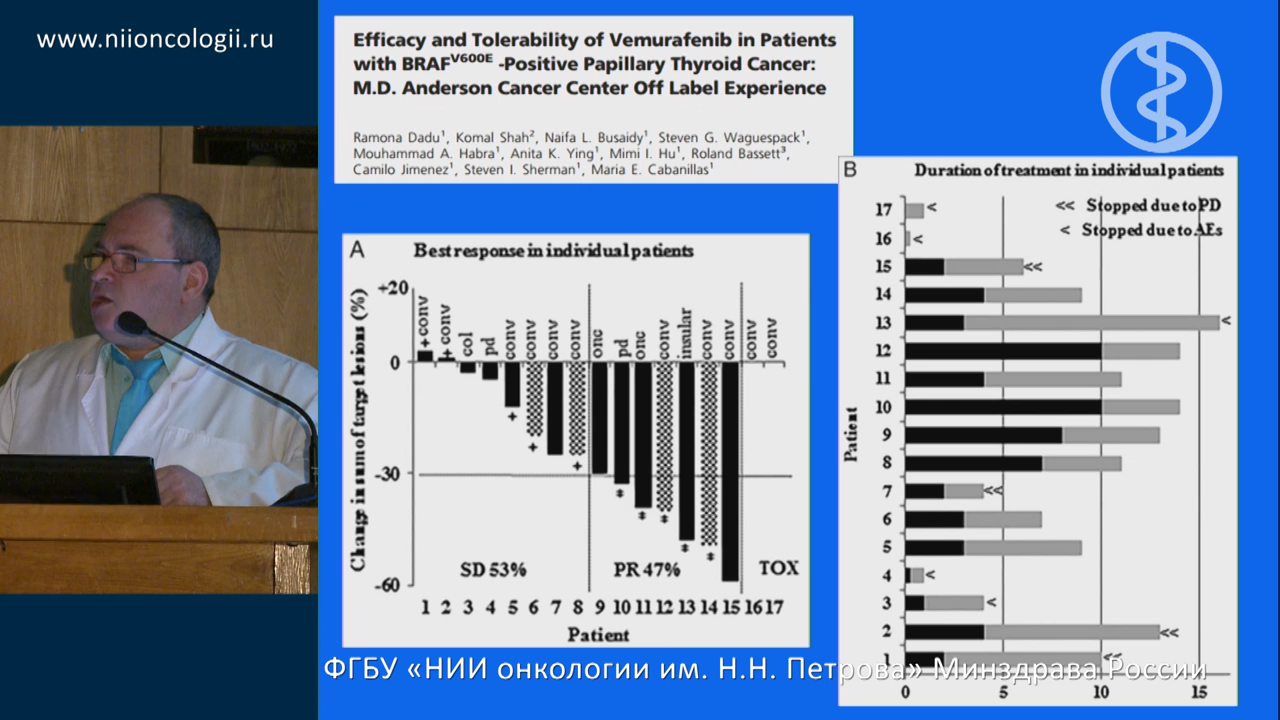 www.niioncologii.ru
Efficacy and Tolerability of Vemurafenib in Patients
with BRAFV600E -Positive Papillary Thyroid Cancer:
M.D. Anderson Cancer Center Off Label Experience
Ramona Dadu1, Komal Shah2, Naifa L. Busaidy1, Steven G. Waguespack1,
Mouhammad A. Habra1, Anita K. Ying1, Mimi I. Hu1, Roland Bassett3,
Camilo Jimenez1, Steven I. Sherman1, Maria E. Cabanillas1
A
Best response in individual patients
Change in sum of target lesions (%)
+20
0
-30
-60
+conv
+conv
col
pd
conv
conv
conv
conv
onc
pd
onc
conv
insular
conv
conv
conv
conv
+ + + ‡ ‡ ‡ ‡ ‡
SD 53% PR 47% TOX
1 2 3 4 5 6 7 8 9 10 11 12 13 14 15 16 17
Patient
B
Duration of treatment in individual patients
<< Stopped due to PD
< Stopped due to AEs
Patient
17 <
16 <
15 <<
14
13 <
12
11
10
9
8
7 <<
6
5
4 <
3 <
2 <<
1 <<
0 5 10 15
ФГБУ «НИИ онкологии им. Н.Н. Петрова» Минздрава России